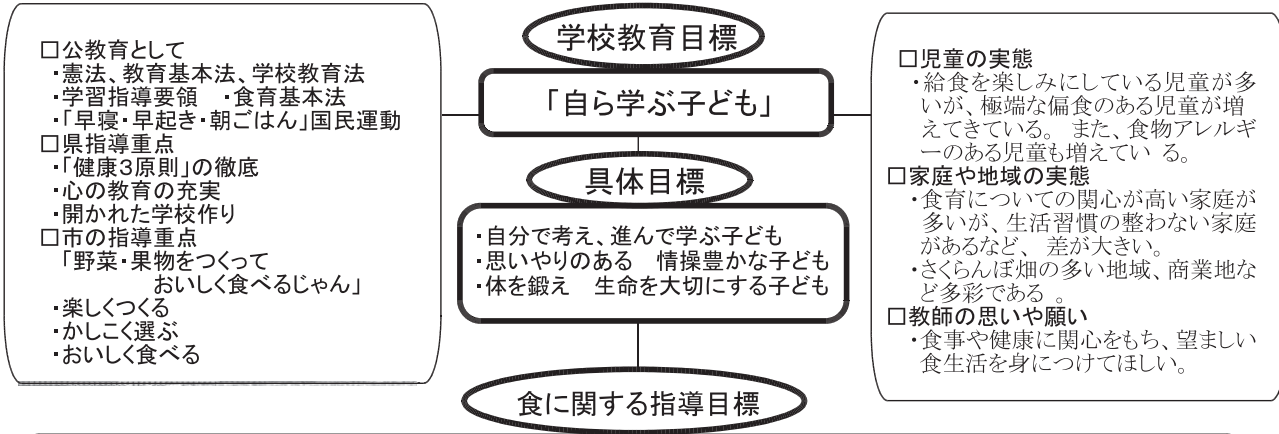 □公教育として
・憲法、教育基本法、学校教育法
・学習指導要領　・食育基本法
・「早寝・早起き・朝ごはん」国民運動
□県指導重点
・「健康３原則」の徹底
・心の教育の充実
・開かれた学校作り
□市の指導重点
「野菜・果物をつくって
おいしく食べるじゃん」
・楽しくつくる
・かしこく選ぶ
・おいしく食べる
学校教育目標
「自ら学ぶ子ども」
具体目標
・自分で考え、進んで学ぶ子ども
・思いやりのある　情操豊かな子ども
・体を鍛え　生命を大切にする子ども
食に関する指導目標
□児童の実態
・給食を楽しみにしている児童が多
いが、極端な偏食のある児童が増
えてきている。 また、食物アレルギ
ーのある児童も増えてい る。
□家庭や地域の実態
・食育についての関心が高い家庭が
多いが、生活習慣の整わない家庭
があるなど、 差が大きい。
・さくらんぼ畑の多い地域、商業地な
ど多彩である 。
□教師の思いや願い
・食事や健康に関心をもち、望ましい
食生活を身につけてほしい。